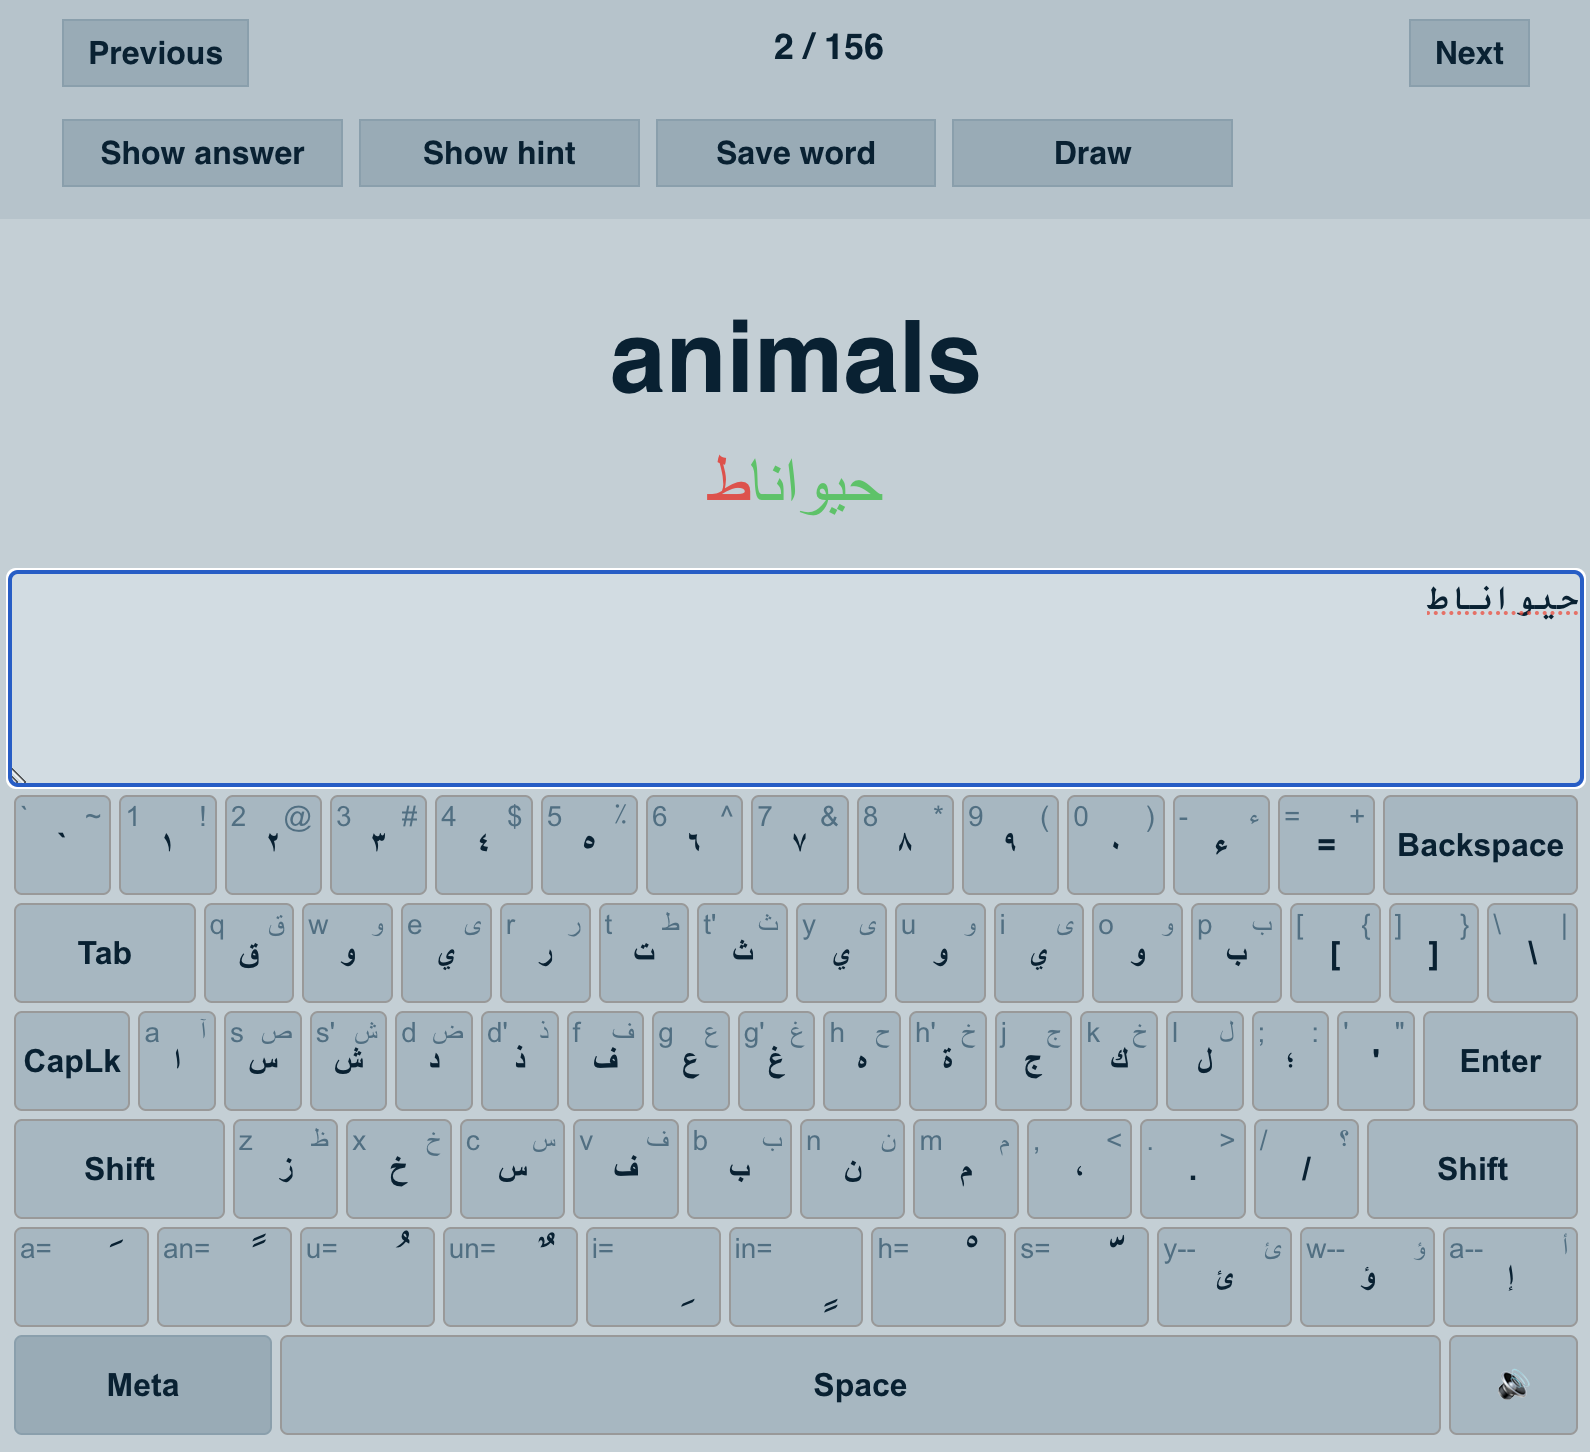 Previous
2 / 156
Next
Show answer
Show hint
Save word
Draw
animals
حيواناط
حيواناط
` ~ `
1 ! ١
2 @ ٢
3 # ٣
4 $ ٤
5 ٪ ٥
6 ^ ٦
7 & ٧
8 * ٨
9 ( ٩
0 ) ٠
- ء ء
= + =
Backspace
Tab
q ق ق
w و و
e ى ي
r ر ر
t ط ت
t' ث ث
y ى ي
u و و
i ى ي
o و و
p ب ب
[ { [
] } ]
\ | \
CapLk
a آ ا
s ص س
s' ش ش
d ض د
d' ذ ذ
f ف ف
g ع ع
g' غ غ
h ح ه
h' خ ة
j ج ج
k خ ك
l ل ل
; : ؛
' " '
Enter
Shift
z ظ ز
x خ خ
c س س
v ف ف
b ب ب
n ن ن
m م م
, < ،
. > .
/ ؟ /
Shift
a= َ
an= ً
u= ُ
un= ٌ
i= ِ
in= ٍ
h= ْ
s= ّ
y-- ئ ئ
w-- ؤ ؤ
a-- أ إ
Meta
Space